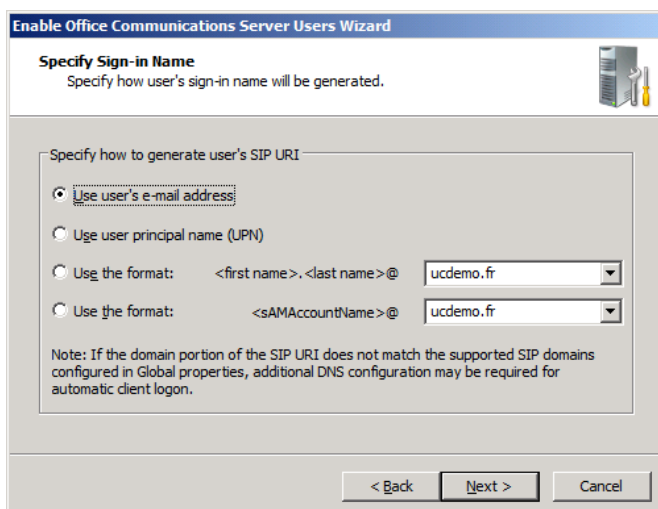 Enable Office Communications Server Users Wizard
Specify Sign-in Name
Specify how user's sign-in name will be generated.
Specify how to generate user's SIP URI
Use user's e-mail address
Use user principal name (UPN)
Use the format: <first name>.<last name>@ ucdemo.fr
Use the format: <sAMAccountName>@ ucdemo.fr
Note: If the domain portion of the SIP URI does not match the supported SIP domains
configured in Global properties, additional DNS configuration may be required for
automatic client logon.
< Back Next > Cancel